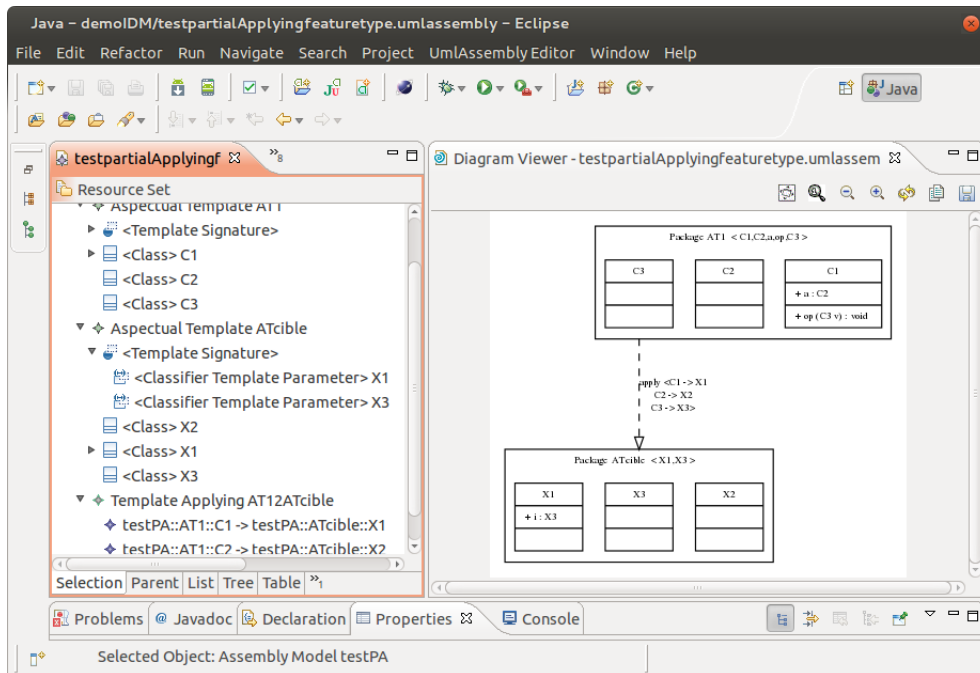 Java – demoIDM/testpartialApplyingfeaturetype.umlassembly – Eclipse
File Edit Refactor Run Navigate Search Project UmlAssembly Editor Window Help
Java
testpartialApplyingf
»8
Diagram Viewer - testpartialApplyingfeaturetype.umlassem
Resource Set
Aspectual Template AT1
<Template Signature>
<Class> C1
<Class> C2
<Class> C3
Aspectual Template ATcible
<Template Signature>
<Classifier Template Parameter> X1
<Classifier Template Parameter> X3
<Class> X2
<Class> X1
<Class> X3
Template Applying AT12ATcible
testPA::AT1::C1 -> testPA::ATcible::X1
testPA::AT1::C2 -> testPA::ATcible::X2
Selection Parent List Tree Table »1
Package AT1 < C1,C2,a,op,C3 >
C3 C2 C1
+ a : C2
+ op (C3 v) : void
apply <C1 -> X1
C2 -> X2
C3 -> X3>
Package ATcible <X1,X3 >
X1 X3 X2
+ i : X3
Problems @ Javadoc Declaration Properties Console
Selected Object: Assembly Model testPA